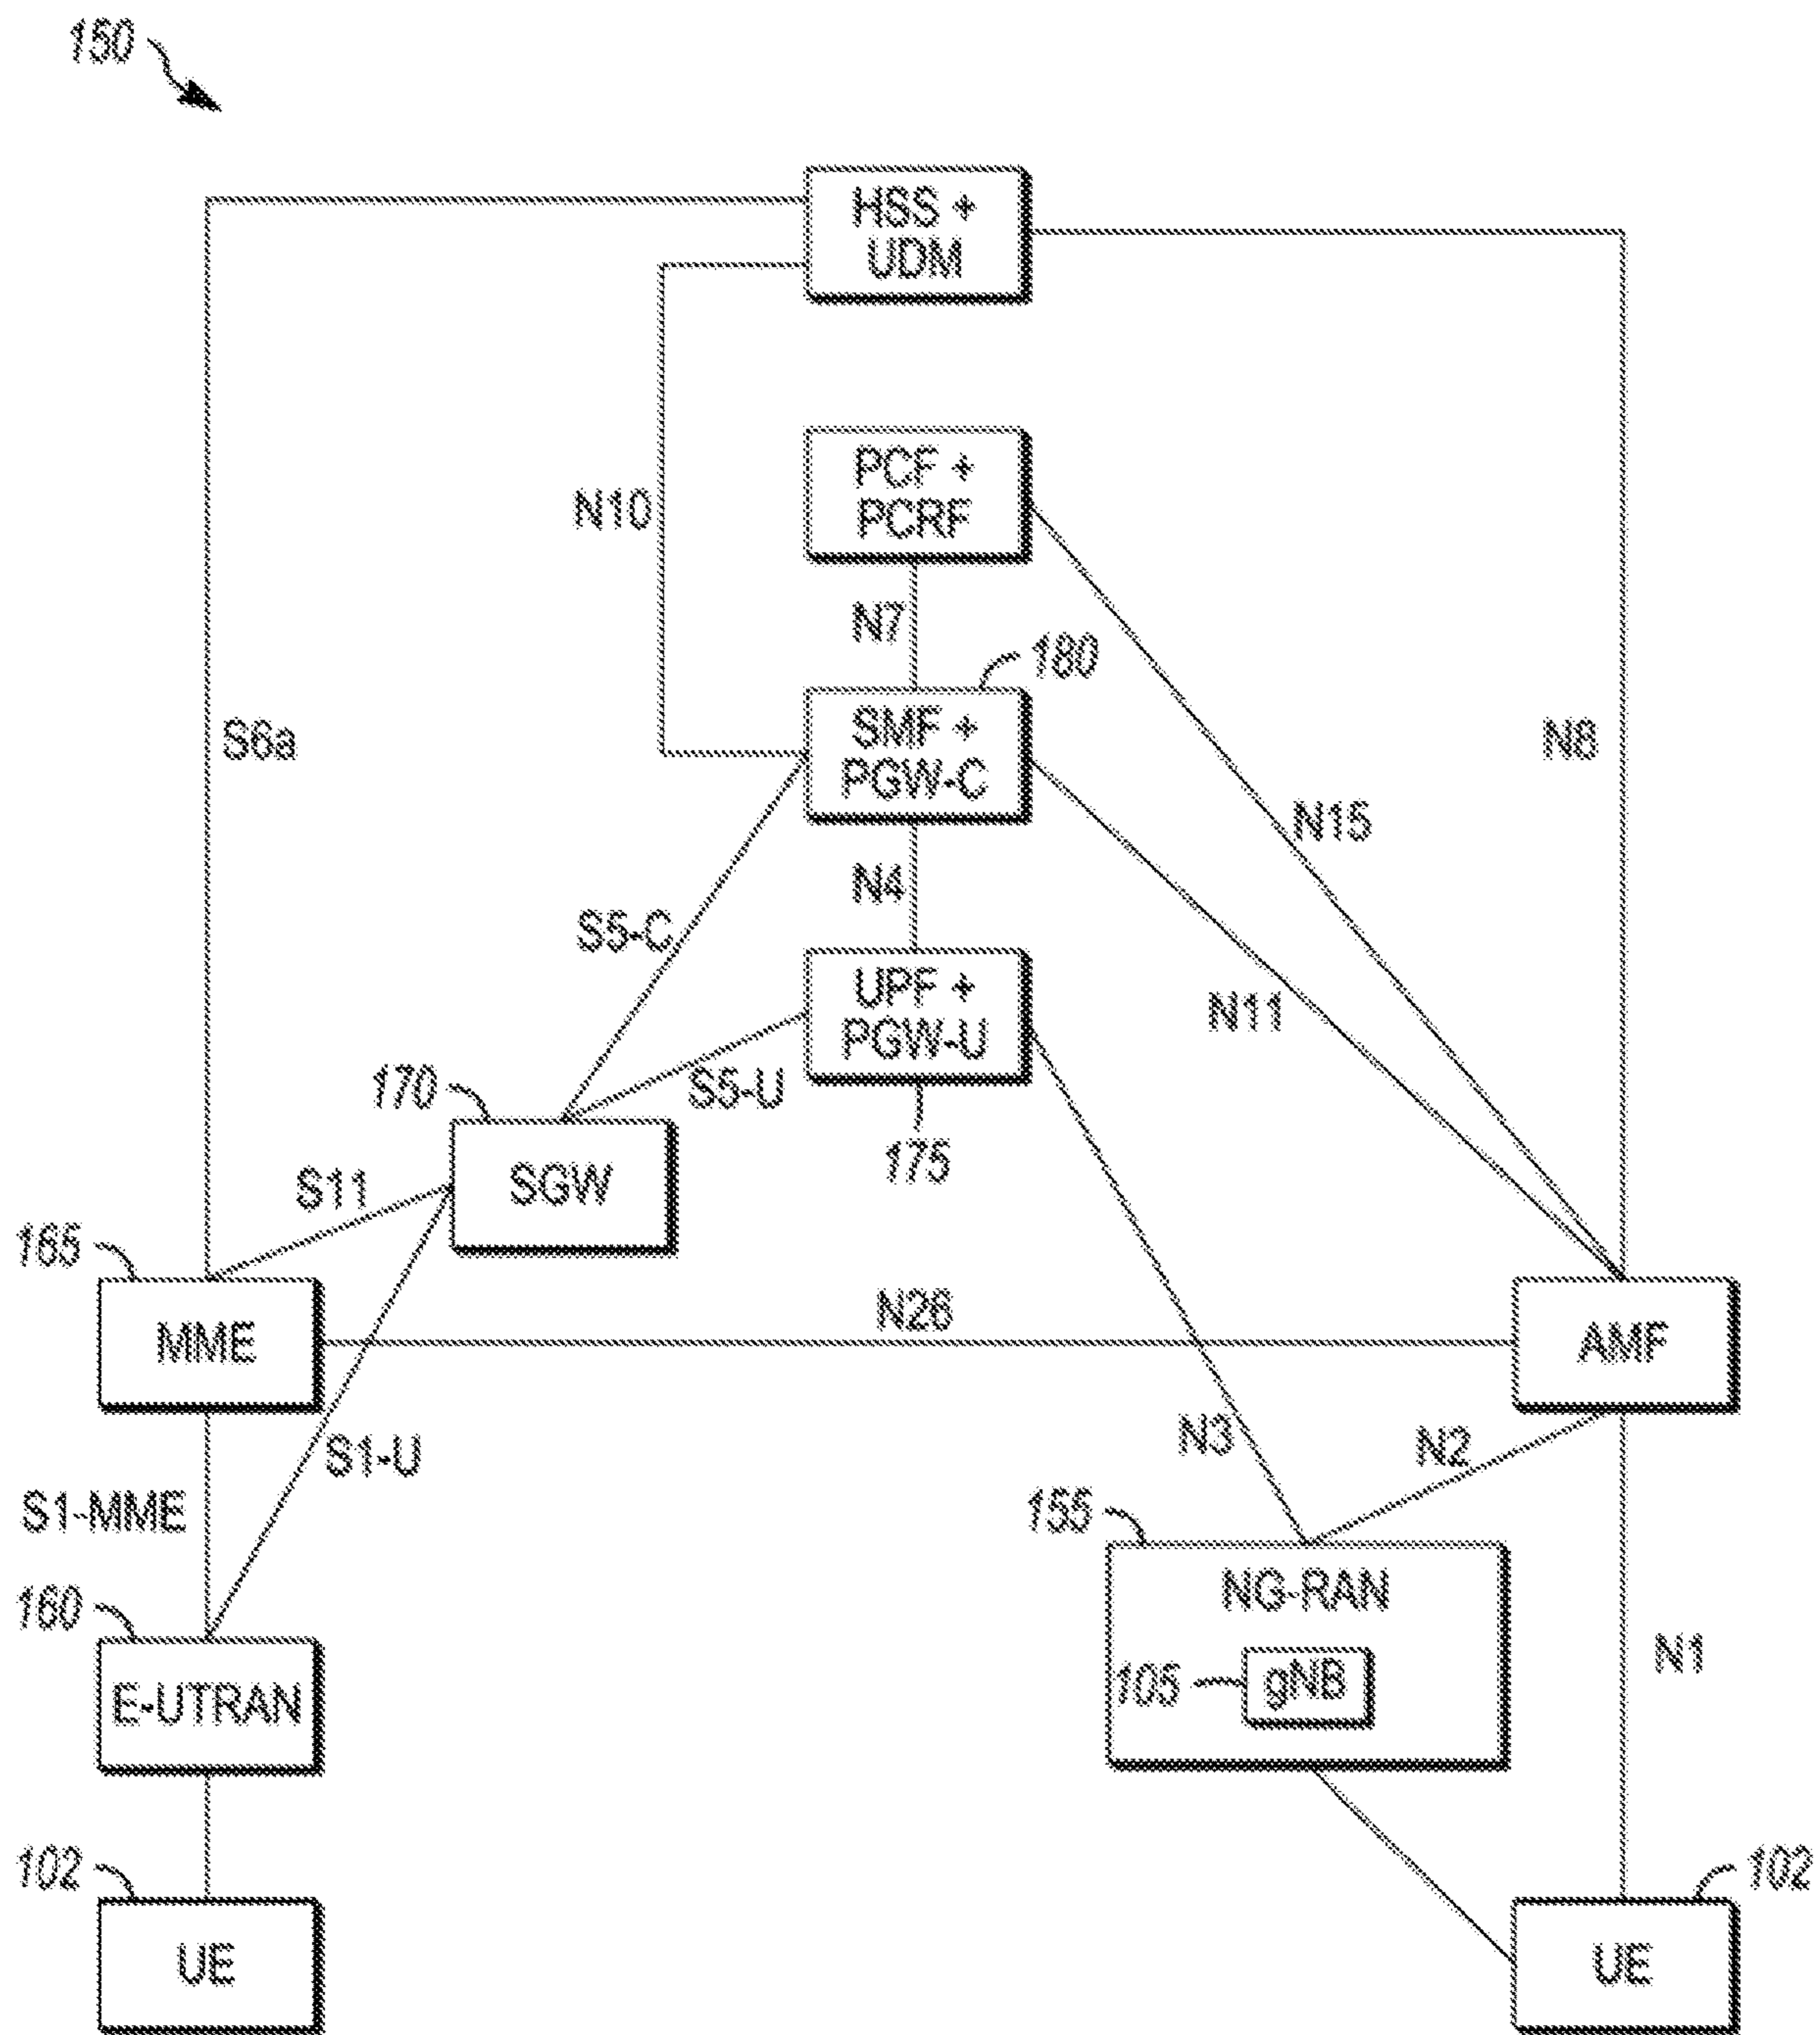 150
HSS +
UDM
PCF +
PCRF
N10
N7
180
SMF +
PGW-C
S6a
N8
N15
N4
S5-C
UPF +
PGW-U
N11
170
S5-U
175
SGW
S11
165
MME
N26
AMF
S1-U
N3
N2
S1-MME
155
NG-RAN
160
E-UTRAN
105
gNB
N1
102
UE
102
UE